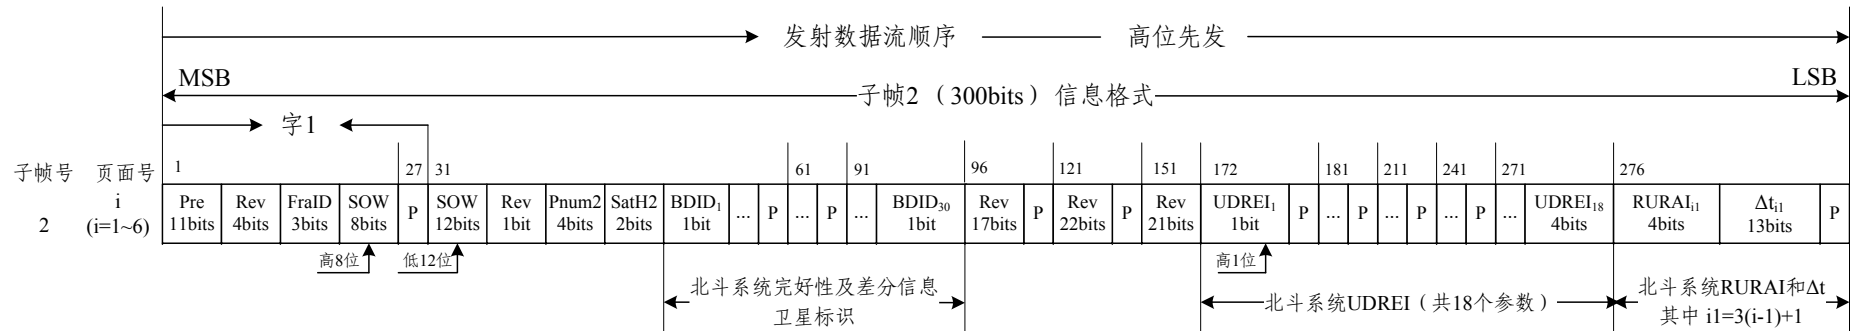 发射数据流顺序 高位先发
MSB LSB
子帧2（300bits）信息格式
字1
子帧号 页面号 i (i=1~6)
1 27 31 61 91 96 121 151 172 181 211 241 271 276
2 Pre 11bits Rev 4bits FraID 3bits SOW 8bits P SOW 12bits Rev 1bit Pnum2 4bits SatH2 2bits BDID₁ 1bit ... P ... P ... BDID₃₀ 1bit Rev 17bits P Rev 22bits P Rev 21bits UDREI₁ 1bit P ... P ... P ... P ... UDREI₁₈ 4bits RURAI_i1 4bits Δt_i1 13bits P
高8位 低12位 高1位
北斗系统完好性及差分信息
卫星标识
北斗系统UDREI（共18个参数）
北斗系统RURAI和Δt
其中 i1=3(i-1)+1